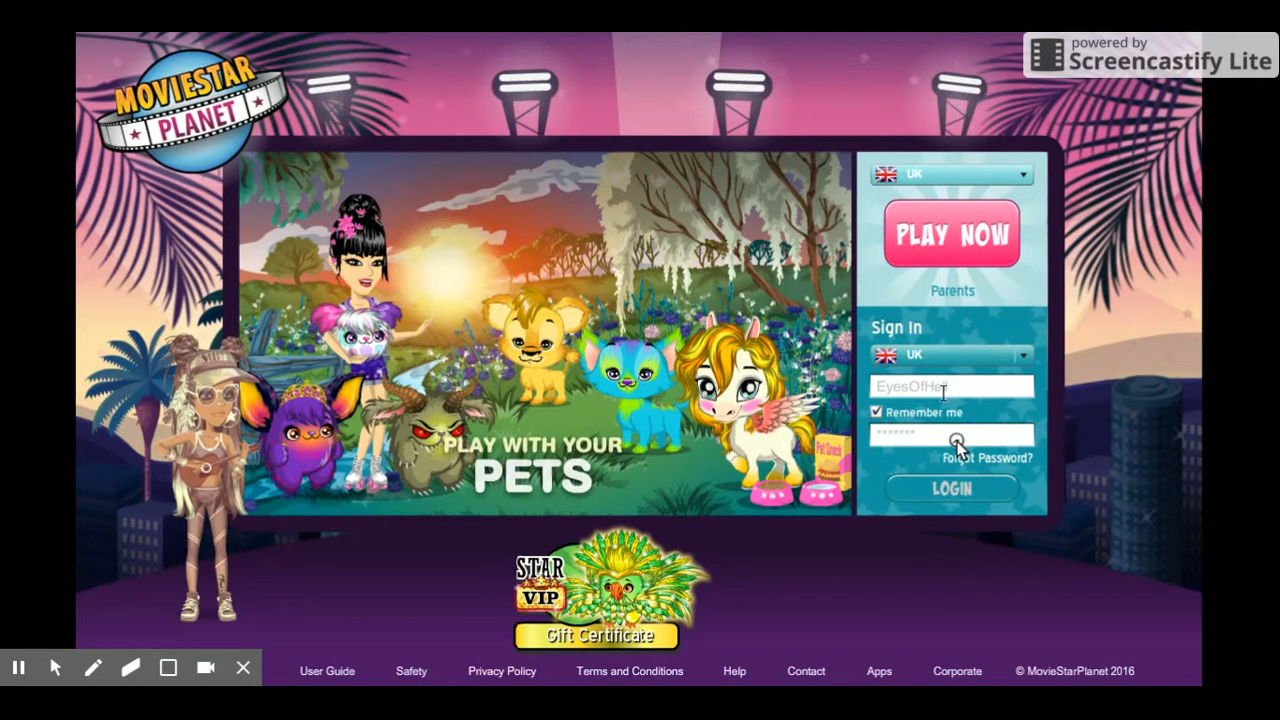 powered by
Screencastify Lite
MOVIESTAR
PLANET
UK
PLAY NOW
Parents
Sign In
UK
Remember me
*******
Forgot Password?
LOGIN
PLAY WITH YOUR
PETS
Pet Snack
STAR
VIP
Gift Certificate
User Guide
Safety
Privacy Policy
Terms and Conditions
Help
Contact
Apps
Corporate
© MovieStarPlanet 2016